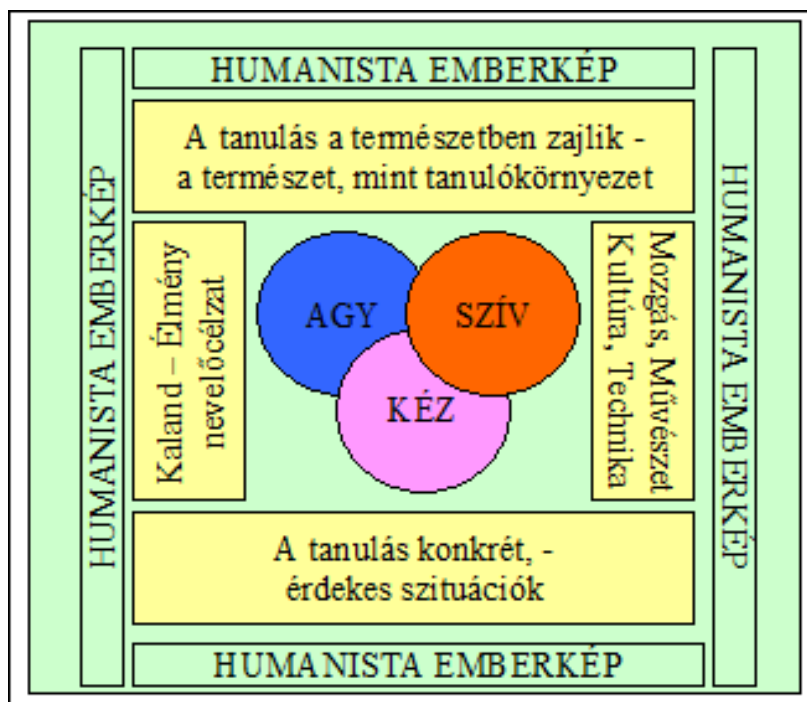 HUMANISTA EMBERKÉP
HUMANISTA EMBERKÉP
A tanulás a természetben zajlik -
a természet, mint tanulókörnyezet
Kaland – Élmény
nevelőcélzat
AGY
SZÍV
KÉZ
Mozgás, Művészet
Kultúra, Technika
HUMANISTA EMBERKÉP
A tanulás konkrét, -
érdekes szituációk
HUMANISTA EMBERKÉP